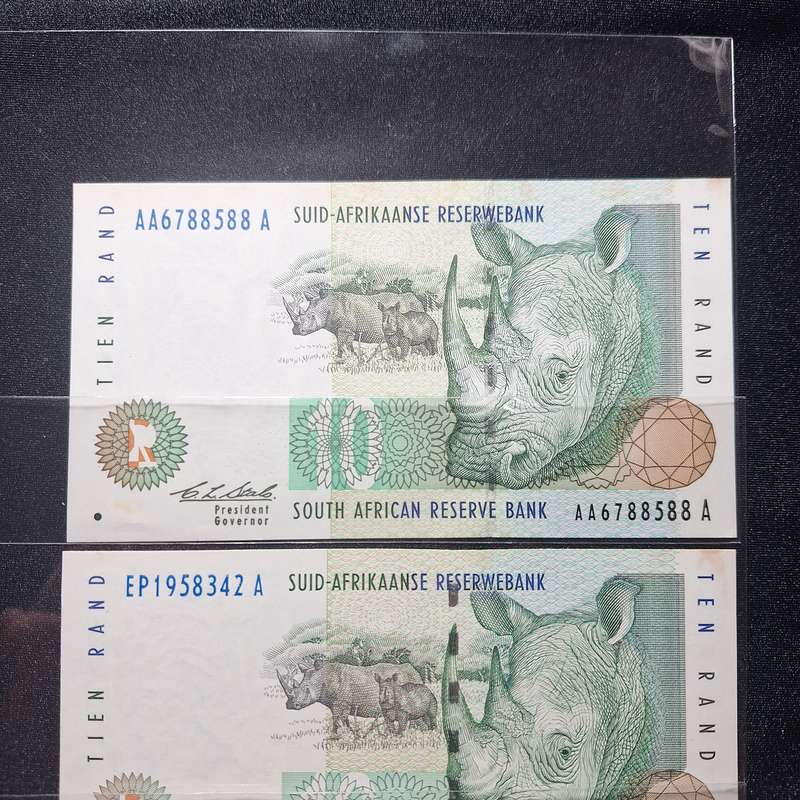 TIEN RAND
AA6788588 A
SUID-AFRIKAANSE RESERWEBANK
TEN RAND
R
10
President
Governor
SOUTH AFRICAN RESERVE BANK
AA6788588 A
TIEN RAND
EP1958342 A
SUID-AFRIKAANSE RESERWEBANK
TEN RAND